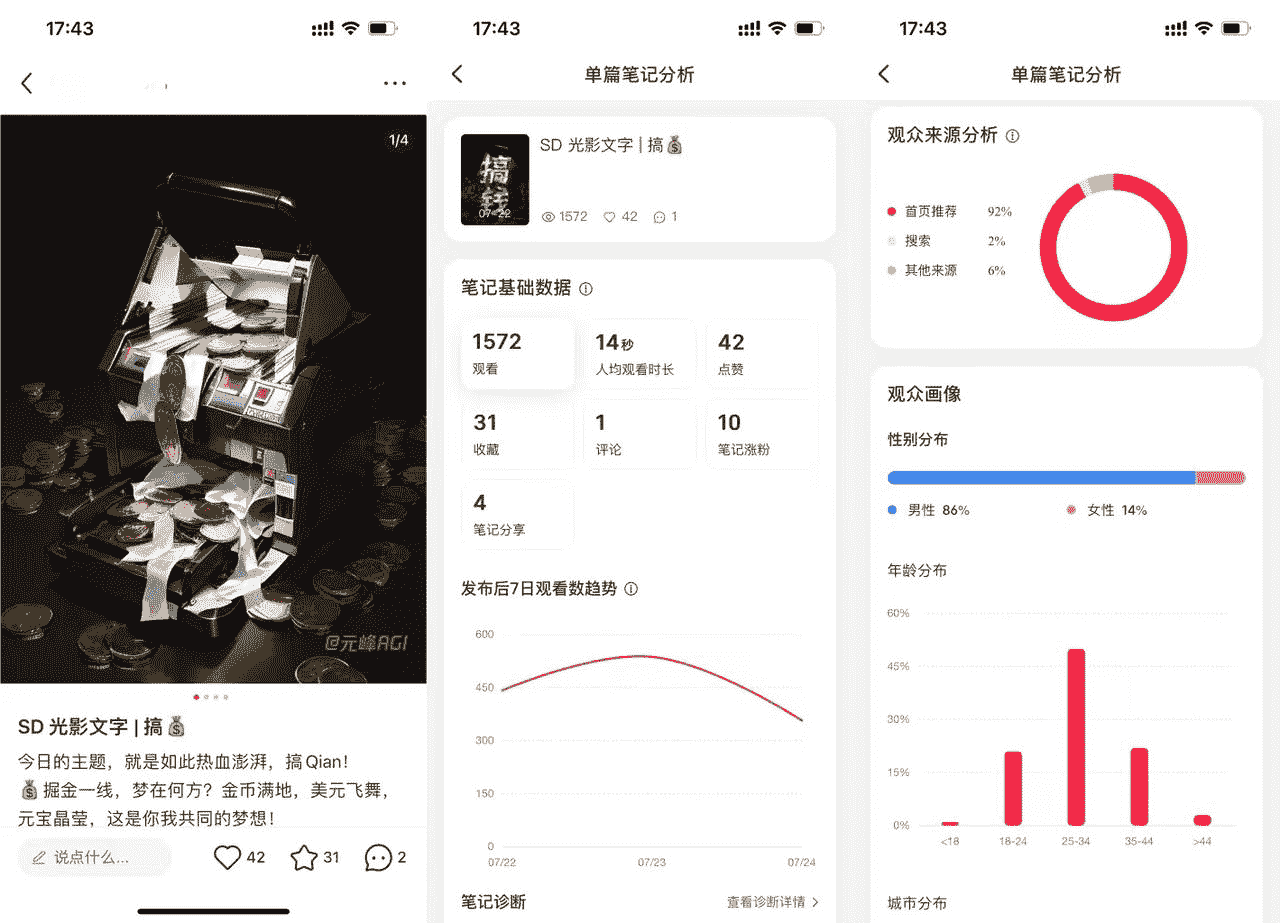 17:43
1/4
@元峰AGI
SD 光影文字 | 搞💰
今日的主题，就是如此热血澎湃，搞Qian！
💰掘金一线，梦在何方？金币满地，美元飞舞，
元宝晶莹，这是你我共同的梦想！
说点什么...
42
31
2
17:43
单篇笔记分析
搞
钱
07-22
SD 光影文字 | 搞💰
1572
42
1
笔记基础数据
1572
观看
14秒
人均观看时长
42
点赞
31
收藏
1
评论
10
笔记涨粉
4
笔记分享
发布后7日观看数趋势
600
450
300
150
0
07/22
07/23
07/24
笔记诊断
查看诊断详情
17:43
单篇笔记分析
观众来源分析
首页推荐 92%
搜索 2%
其他来源 6%
观众画像
性别分布
男性 86%
女性 14%
年龄分布
60%
45%
30%
15%
0%
<18
18-24
25-34
35-44
>44
城市分布